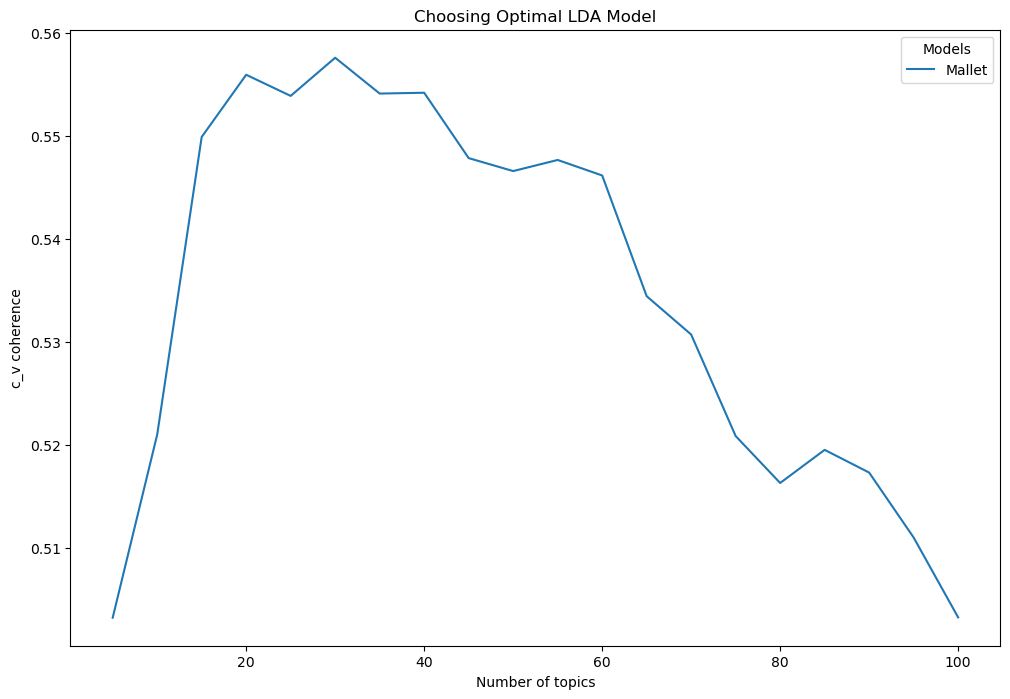 Choosing Optimal LDA Model
Models
Mallet
0.56
0.55
0.54
0.53
0.52
0.51
c_v coherence
20 40 60 80 100
Number of topics